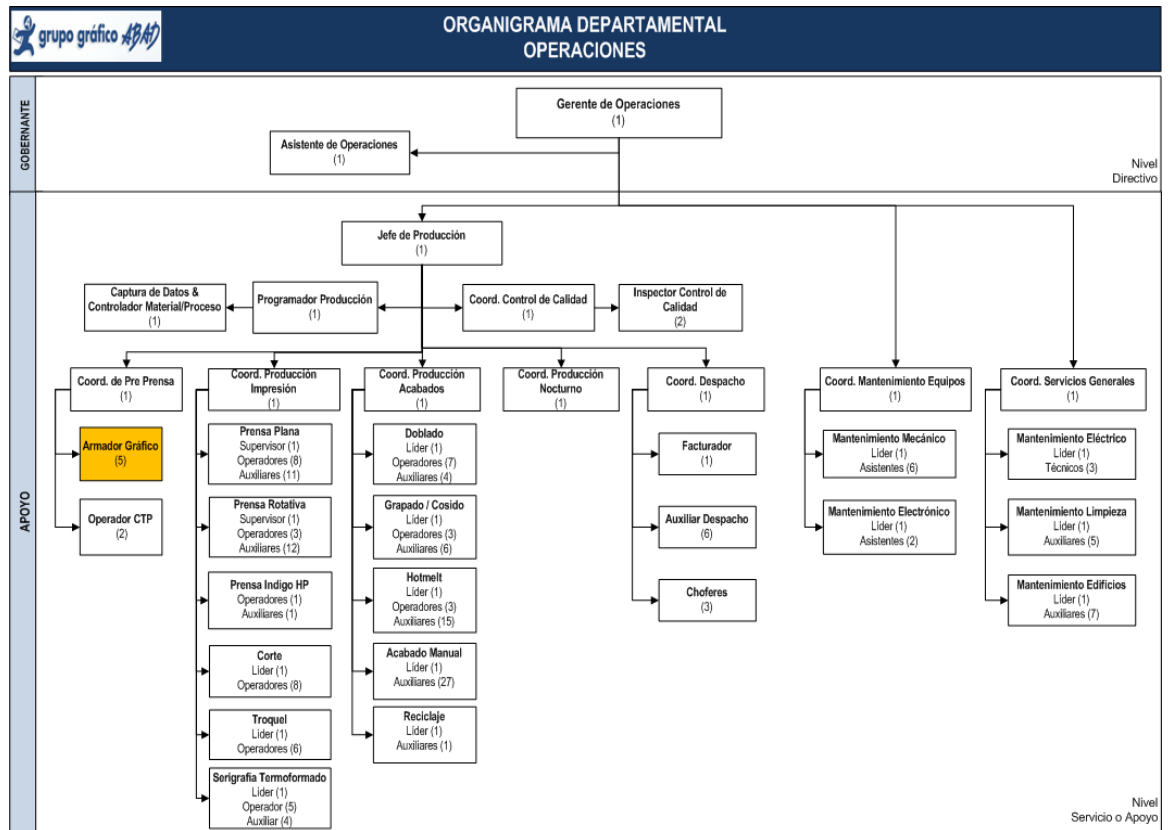 grupo gráfico ABAD
ORGANIGRAMA DEPARTAMENTAL
OPERACIONES
GOBERNANTE
Gerente de Operaciones
(1)
Asistente de Operaciones
(1)
Nivel
Directivo
APOYO
Jefe de Producción
(1)
Captura de Datos &
Controlador Material/Proceso
(1)
Programador Producción
(1)
Coord. Control de Calidad
(1)
Inspector Control de
Calidad
(2)
Coord. de Pre Prensa
(1)
Armador Gráfico
(5)
Operador CTP
(2)
Coord. Producción
Impresión
(1)
Prensa Plana
Supervisor (1)
Operadores (8)
Auxiliares (11)
Prensa Rotativa
Supervisor (1)
Operadores (3)
Auxiliares (12)
Prensa Indigo HP
Operadores (1)
Auxiliares (1)
Corte
Líder (1)
Operadores (8)
Troquel
Líder (1)
Operadores (6)
Serigrafía Termoformado
Líder (1)
Operador (5)
Auxiliar (4)
Coord. Producción
Acabados
(1)
Doblado
Líder (1)
Operadores (7)
Auxiliares (4)
Grapado / Cosido
Líder (1)
Operadores (3)
Auxiliares (6)
Hotmelt
Líder (1)
Operadores (3)
Auxiliares (15)
Acabado Manual
Líder (1)
Auxiliares (27)
Reciclaje
Líder (1)
Auxiliares (1)
Coord. Producción
Nocturno
(1)
Coord. Despacho
(1)
Facturador
(1)
Auxiliar Despacho
(6)
Choferes
(3)
Coord. Mantenimiento Equipos
(1)
Mantenimiento Mecánico
Líder (1)
Asistentes (6)
Mantenimiento Electrónico
Líder (1)
Asistentes (2)
Coord. Servicios Generales
(1)
Mantenimiento Eléctrico
Líder (1)
Técnicos (3)
Mantenimiento Limpieza
Líder (1)
Auxiliares (5)
Mantenimiento Edificios
Líder (1)
Auxiliares (7)
Nivel
Servicio o Apoyo